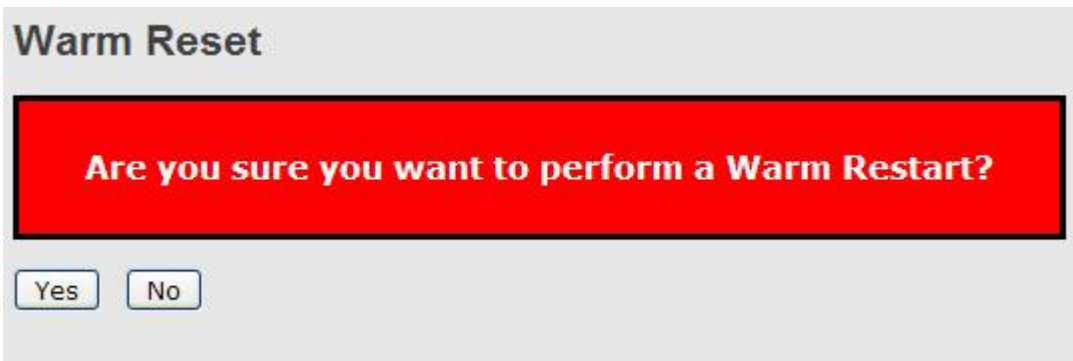 Warm Reset
Are you sure you want to perform a Warm Restart?
Yes No